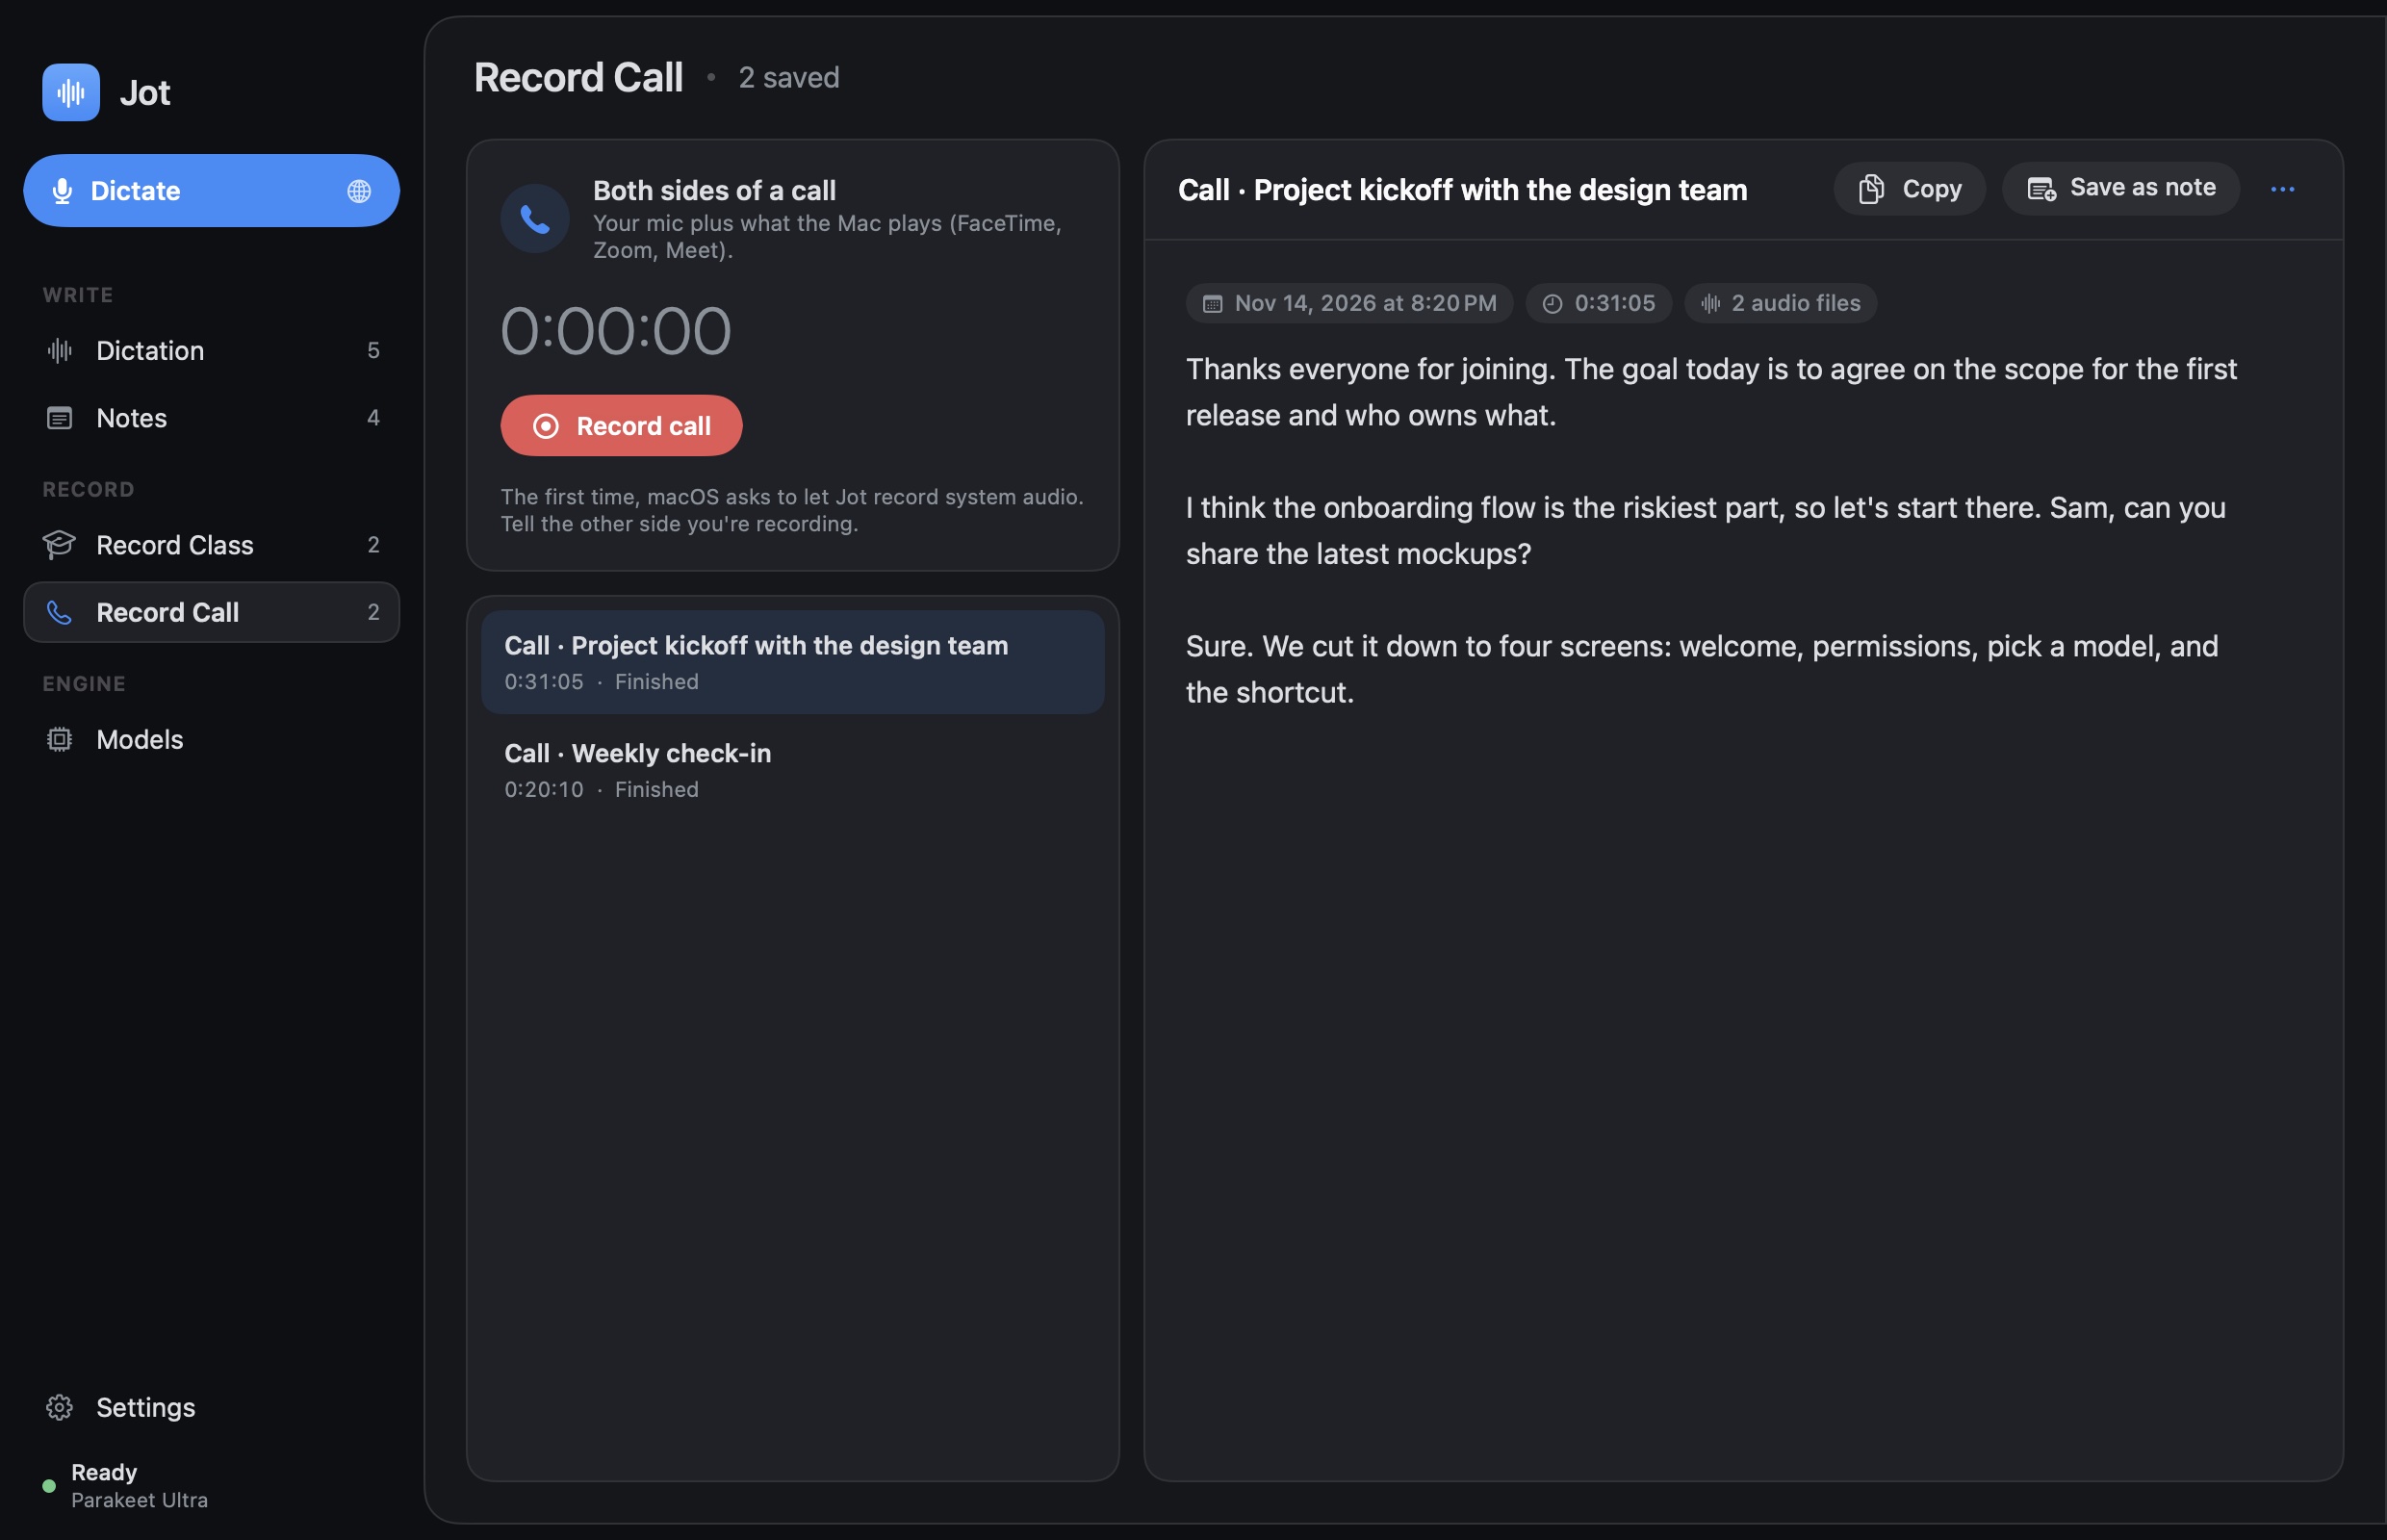 Jot
Dictate
WRITE
Dictation 5
Notes 4
RECORD
Record Class 2
Record Call 2
ENGINE
Models
Settings
Ready
Parakeet Ultra
Record Call • 2 saved
Both sides of a call
Your mic plus what the Mac plays (FaceTime,
Zoom, Meet).
0:00:00
Record call
The first time, macOS asks to let Jot record system audio.
Tell the other side you're recording.
Call · Project kickoff with the design team
0:31:05 · Finished
Call · Weekly check-in
0:20:10 · Finished
Call · Project kickoff with the design team
Copy
Save as note
Nov 14, 2026 at 8:20 PM
0:31:05
2 audio files
Thanks everyone for joining. The goal today is to agree on the scope for the first
release and who owns what.
I think the onboarding flow is the riskiest part, so let's start there. Sam, can you
share the latest mockups?
Sure. We cut it down to four screens: welcome, permissions, pick a model, and
the shortcut.